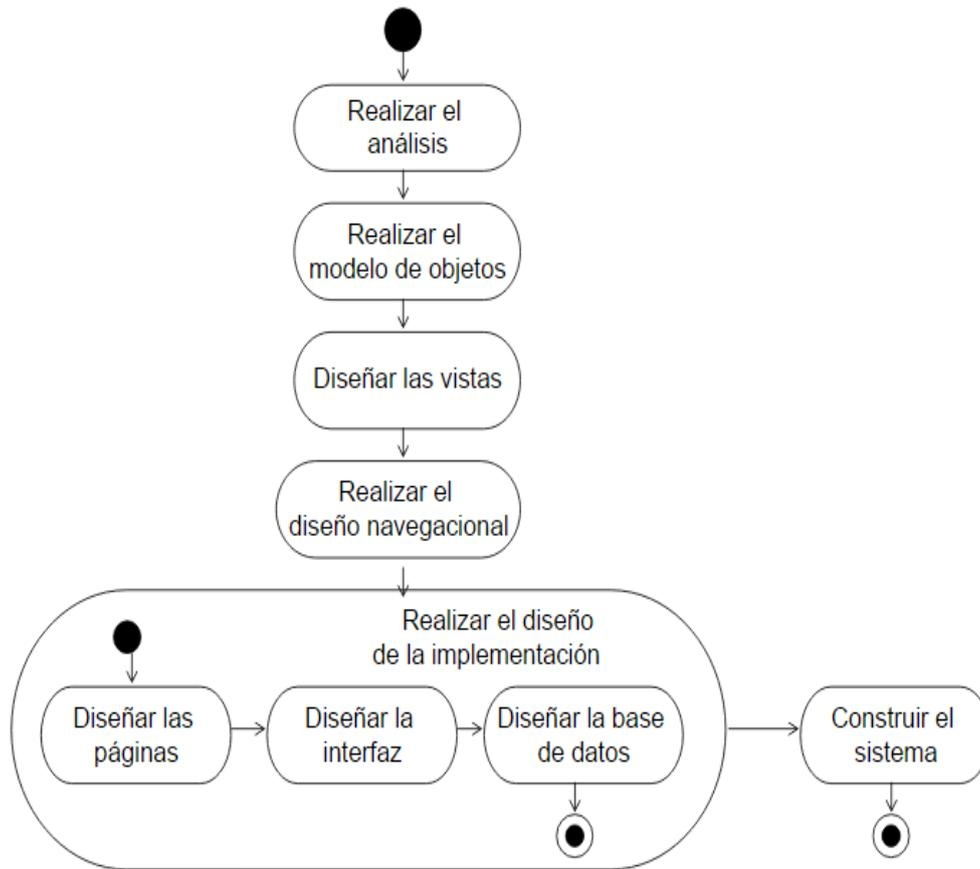 Realizar el
análisis
Realizar el
modelo de objetos
Diseñar las vistas
Realizar el
diseño navegacional
Realizar el diseño
de la implementación
Diseñar las
páginas
Diseñar la
interfaz
Diseñar la base
de datos
Construir el
sistema